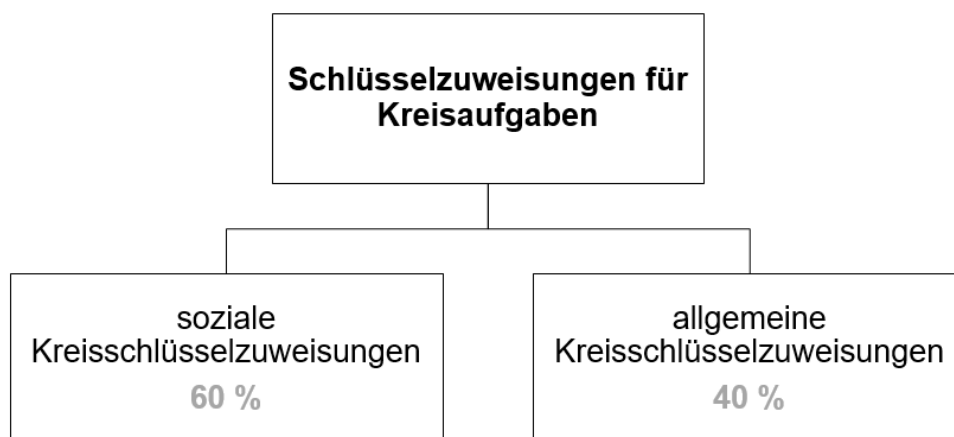 Schlüsselzuweisungen für
Kreisaufgaben
soziale
Kreisschlüsselzuweisungen
60 %
allgemeine
Kreisschlüsselzuweisungen
40 %